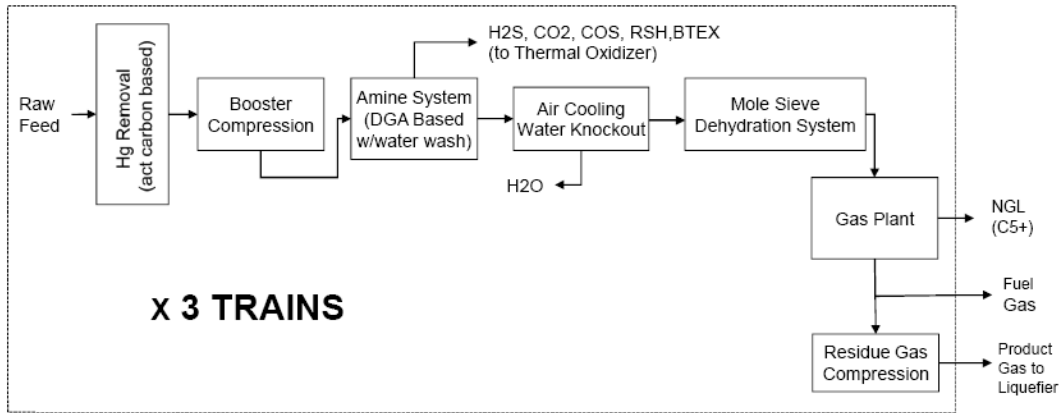 H2S, CO2, COS, RSH,BTEX
(to Thermal Oxidizer)
Raw
Feed
Hg Removal
(act carbon based)
Booster
Compression
Amine System
(DGA Based
w/water wash)
Air Cooling
Water Knockout
Mole Sieve
Dehydration System
H2O
Gas Plant
NGL
(C5+)
X 3 TRAINS
Fuel
Gas
Residue Gas
Compression
Product
Gas to
Liquefier